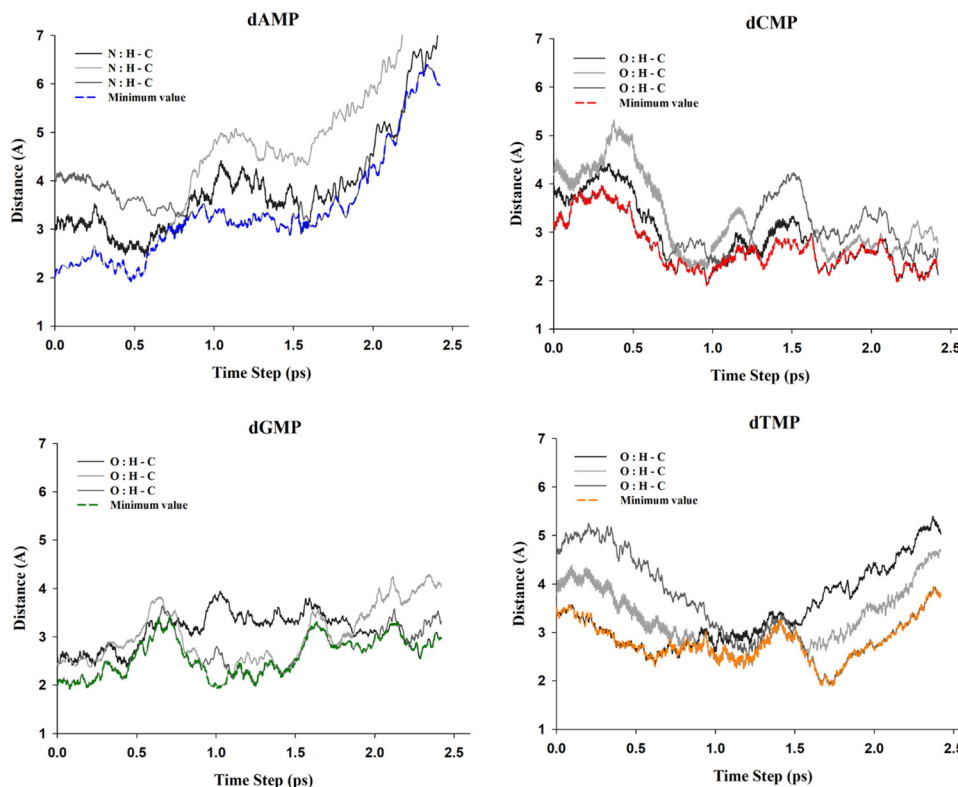 dAMP
7
6
5
4
3
2
1
Distance (A)
N : H - C
N : H - C
N : H - C
Minimum value
0.0 0.5 1.0 1.5 2.0 2.5
Time Step (ps)
dCMP
7
6
5
4
3
2
1
Distance (A)
O : H - C
O : H - C
O : H - C
Minimum value
0.0 0.5 1.0 1.5 2.0 2.5
Time Step (ps)
dGMP
7
6
5
4
3
2
1
Distance (A)
O : H - C
O : H - C
O : H - C
Minimum value
0.0 0.5 1.0 1.5 2.0 2.5
Time Step (ps)
dTMP
7
6
5
4
3
2
1
Distance (A)
O : H - C
O : H - C
O : H - C
Minimum value
0.0 0.5 1.0 1.5 2.0 2.5
Time Step (ps)